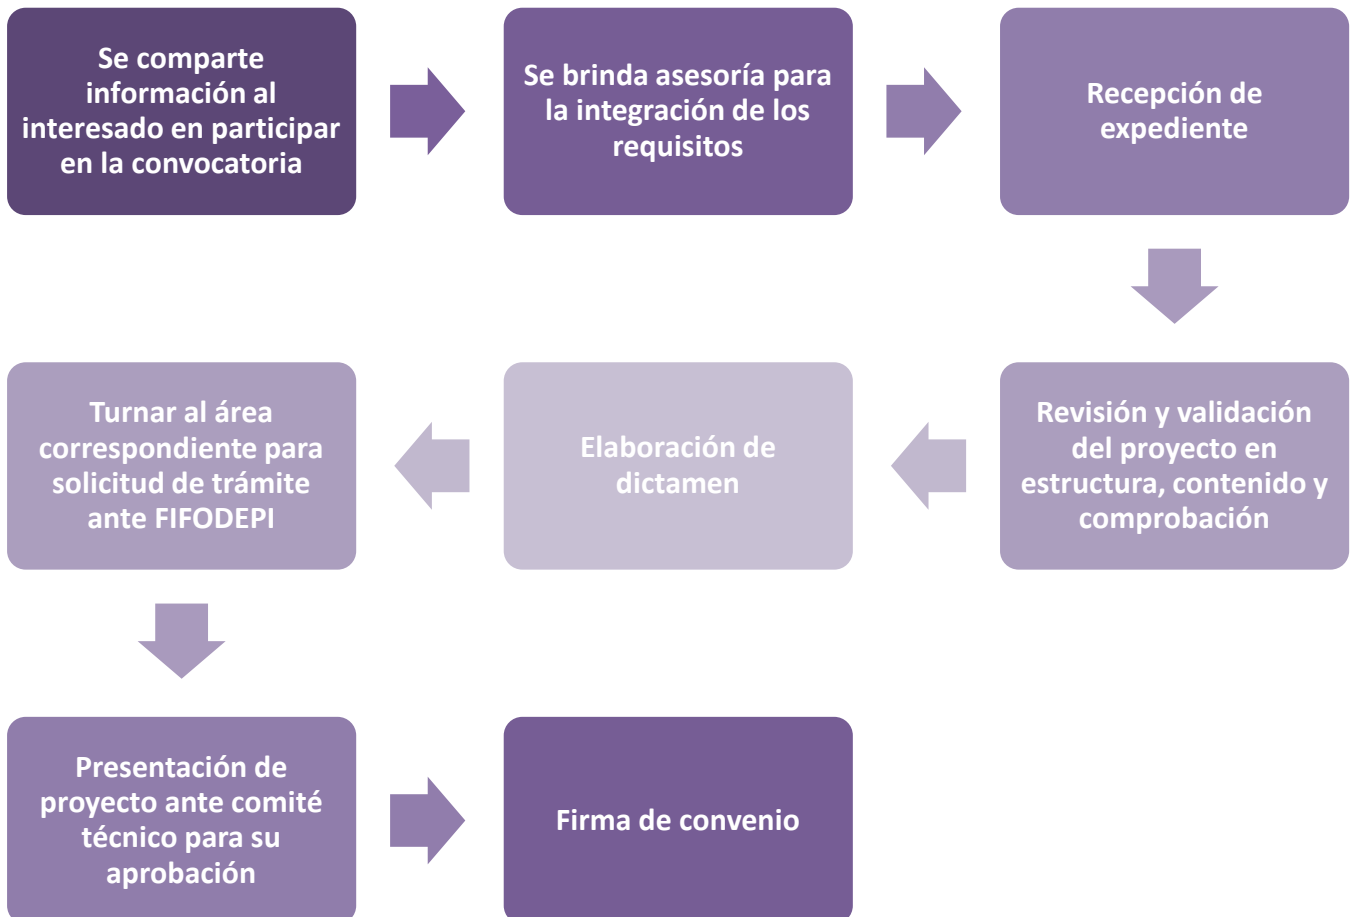 Se comparte
información al
interesado en participar
en la convocatoria
Se brinda asesoría para
la integración de los
requisitos
Recepción de
expediente
Revisión y validación
del proyecto en
estructura, contenido y
comprobación
Elaboración de
dictamen
Turnar al área
correspondiente para
solicitud de trámite
ante FIFODEPI
Presentación de
proyecto ante comité
técnico para su
aprobación
Firma de convenio